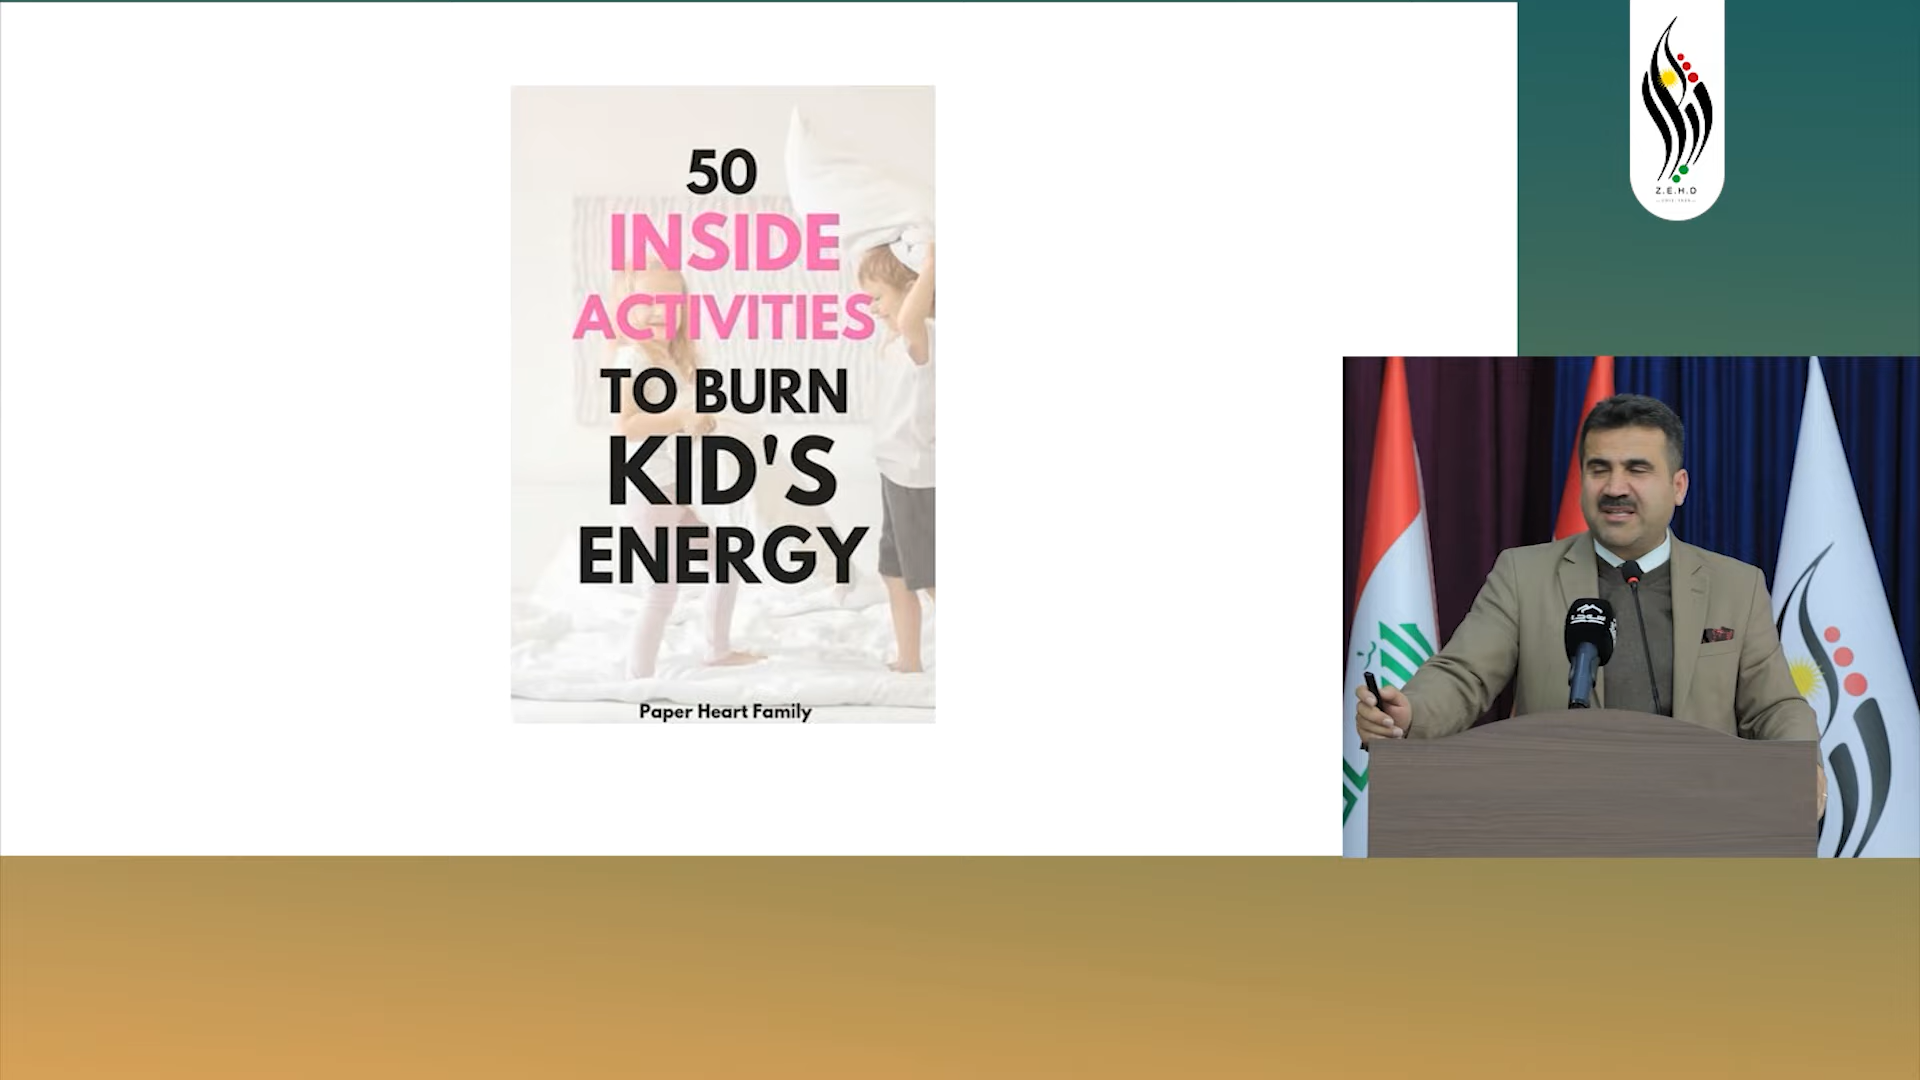 50
INSIDE
ACTIVITIES
TO BURN
KID'S
ENERGY
Paper Heart Family
Z.E.H.D